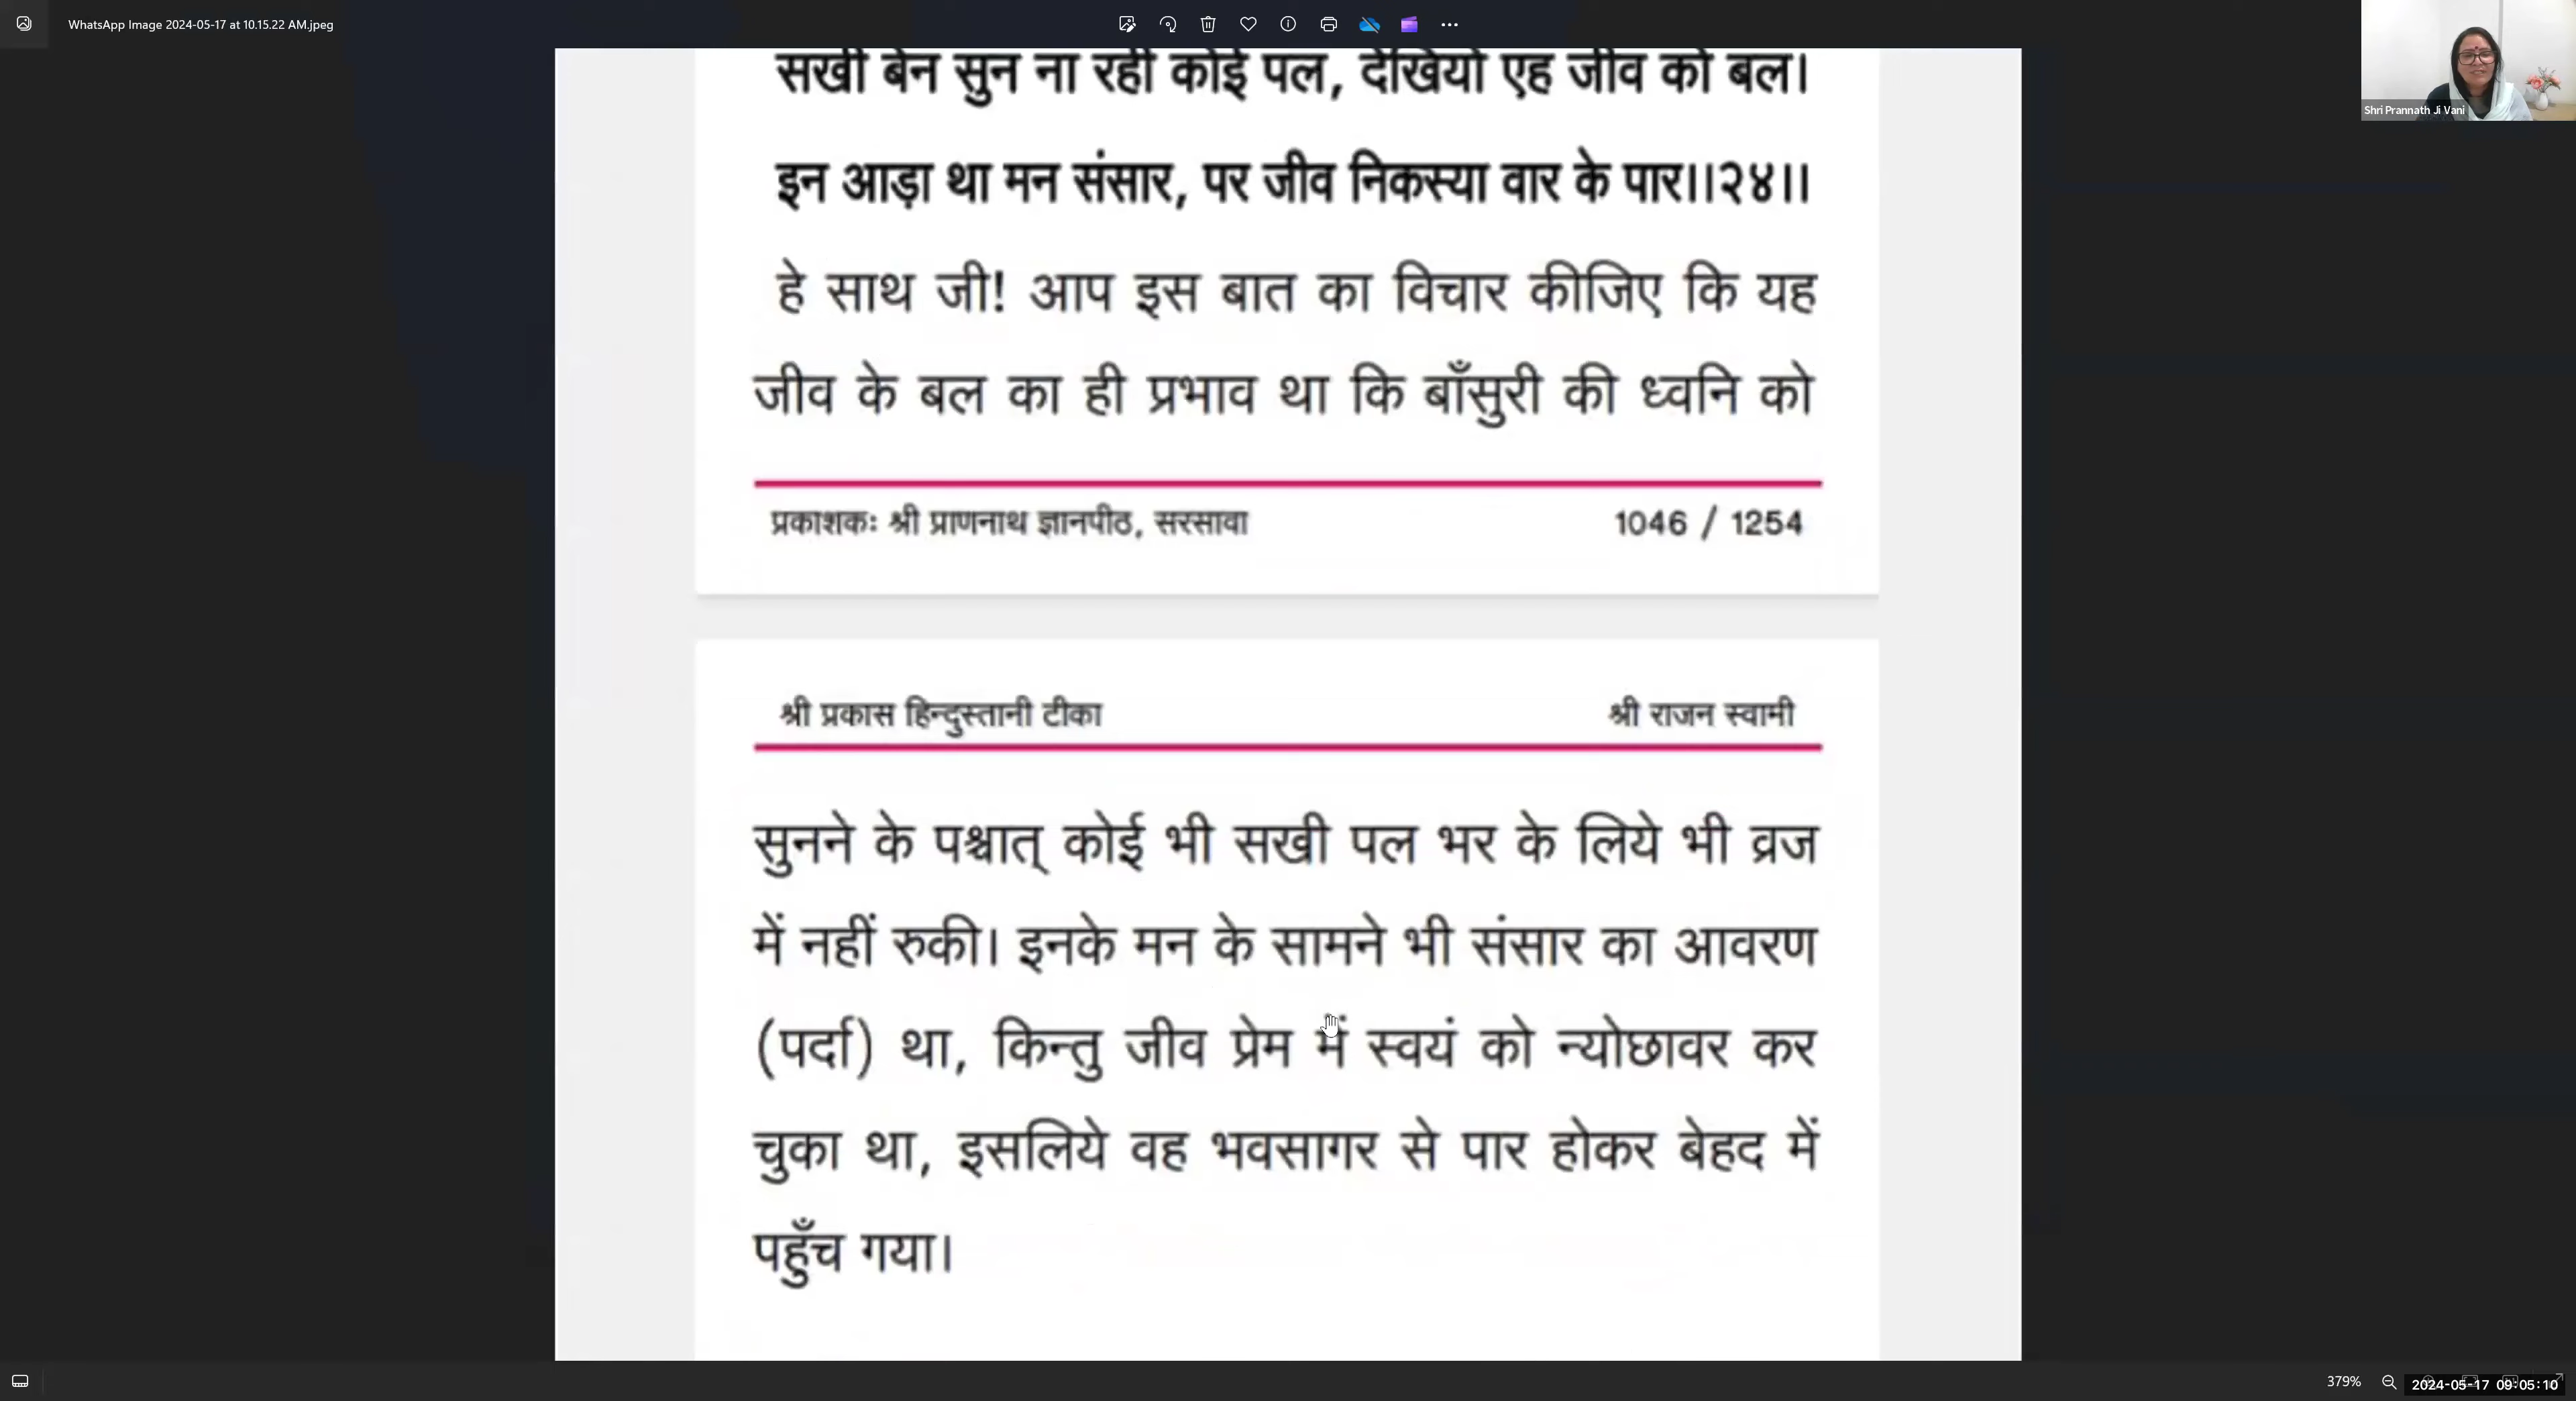 WhatsApp Image 2024-05-17 at 10.15.22 AM.jpeg
Shri Prannath Ji Vani
सखी बेन सुन ना रही कोई पल, देखियो एह जीव को बल।
इन आड़ा था मन संसार, पर जीव निकस्या वार के पार।।२४।।
हे साथ जी! आप इस बात का विचार कीजिए कि यह
जीव के बल का ही प्रभाव था कि बाँसुरी की ध्वनि को
प्रकाशकः श्री प्राणनाथ ज्ञानपीठ, सरसावा 1046 / 1254
श्री प्रकास हिन्दुस्तानी टीका श्री राजन स्वामी
सुनने के पश्चात् कोई भी सखी पल भर के लिये भी व्रज
में नहीं रुकी। इनके मन के सामने भी संसार का आवरण
(पर्दा) था, किन्तु जीव प्रेम में स्वयं को न्योछावर कर
चुका था, इसलिये वह भवसागर से पार होकर बेहद में
पहुँच गया।
379%
2024-05-17 09:05:10